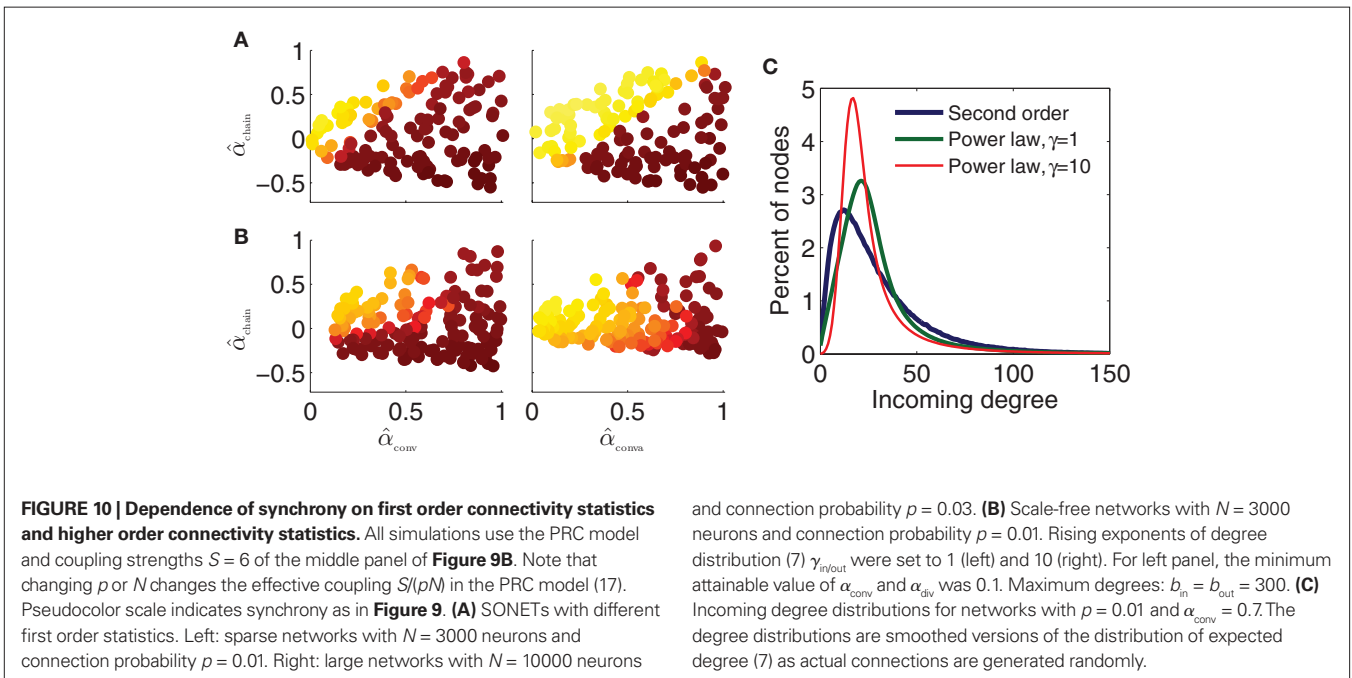 A
1
0.5
0
−0.5
α̂chain
B
1
0.5
0
−0.5
α̂chain
0
0.5
1
α̂conv
0
0.5
1
α̂conva
C
5
4
3
2
1
0
Percent of nodes
Second order
Power law, γ=1
Power law, γ=10
0
50
100
150
Incoming degree
FIGURE 10 | Dependence of synchrony on first order connectivity statistics
and higher order connectivity statistics. All simulations use the PRC model
and coupling strengths S = 6 of the middle panel of Figure 9B. Note that
changing p or N changes the effective coupling S/(pN) in the PRC model (17).
Pseudocolor scale indicates synchrony as in Figure 9. (A) SONETs with different
first order statistics. Left: sparse networks with N = 3000 neurons and
connection probability p = 0.01. Right: large networks with N = 10000 neurons
and connection probability p = 0.03. (B) Scale-free networks with N = 3000
neurons and connection probability p = 0.01. Rising exponents of degree
distribution (7) γin/out were set to 1 (left) and 10 (right). For left panel, the minimum
attainable value of αconv and αdiv was 0.1. Maximum degrees: bin = bout = 300. (C)
Incoming degree distributions for networks with p = 0.01 and αconv = 0.7. The
degree distributions are smoothed versions of the distribution of expected
degree (7) as actual connections are generated randomly.